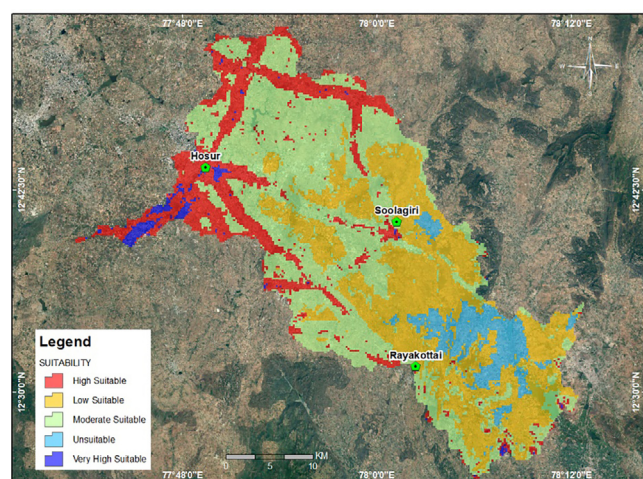 77°48'0"E 78°0'0"E 78°12'0"E
N
W E
S
12°42'30"N 12°42'30"N
Hosur
Soolagiri
Rayakottai
12°30'0"N 12°30'0"N
Legend
SUITABILITY
High Suitable
Low Suitable
Moderate Suitable
Unsuitable
Very High Suitable
KM
0 5 10
77°48'0"E 78°0'0"E 78°12'0"E